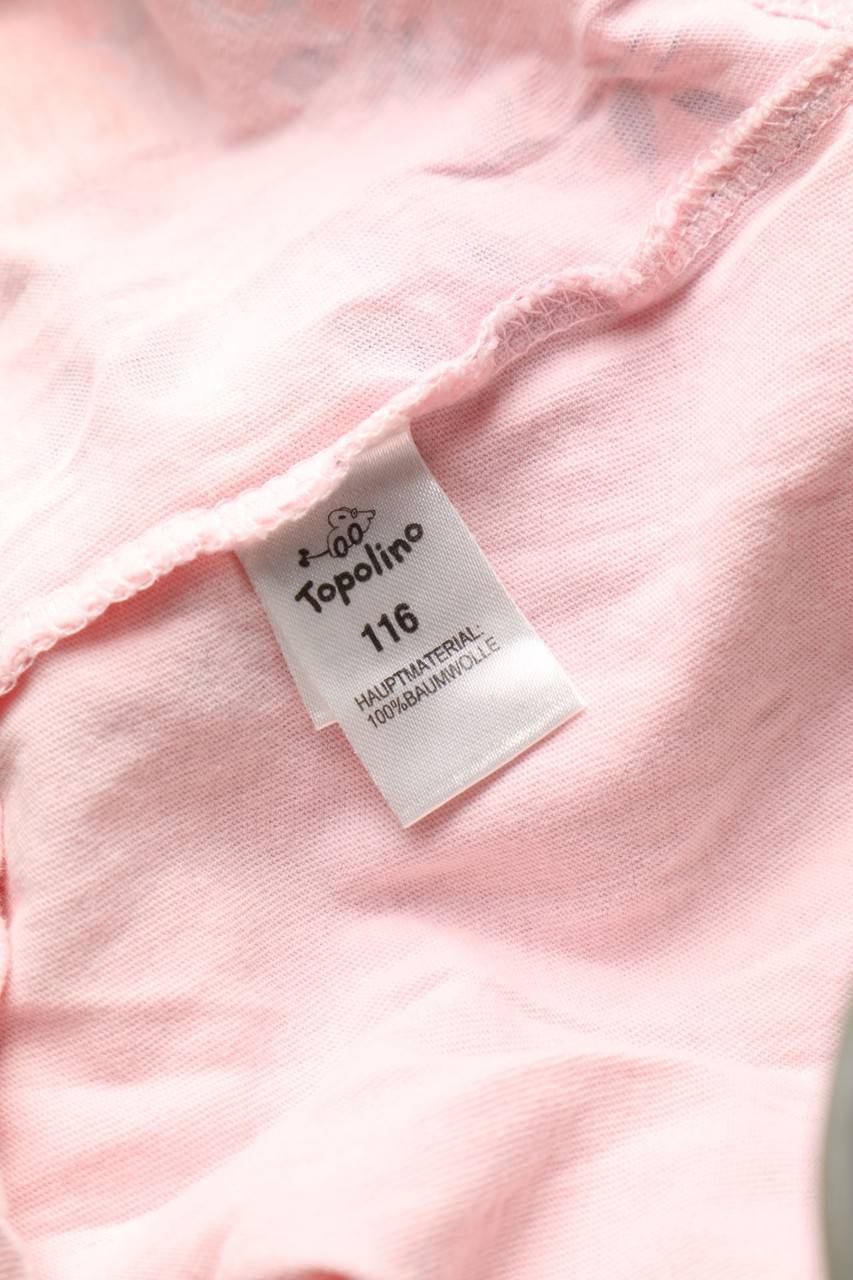 Topolino
116
HAUPTMATERIAL:
100%BAUMWOLLE